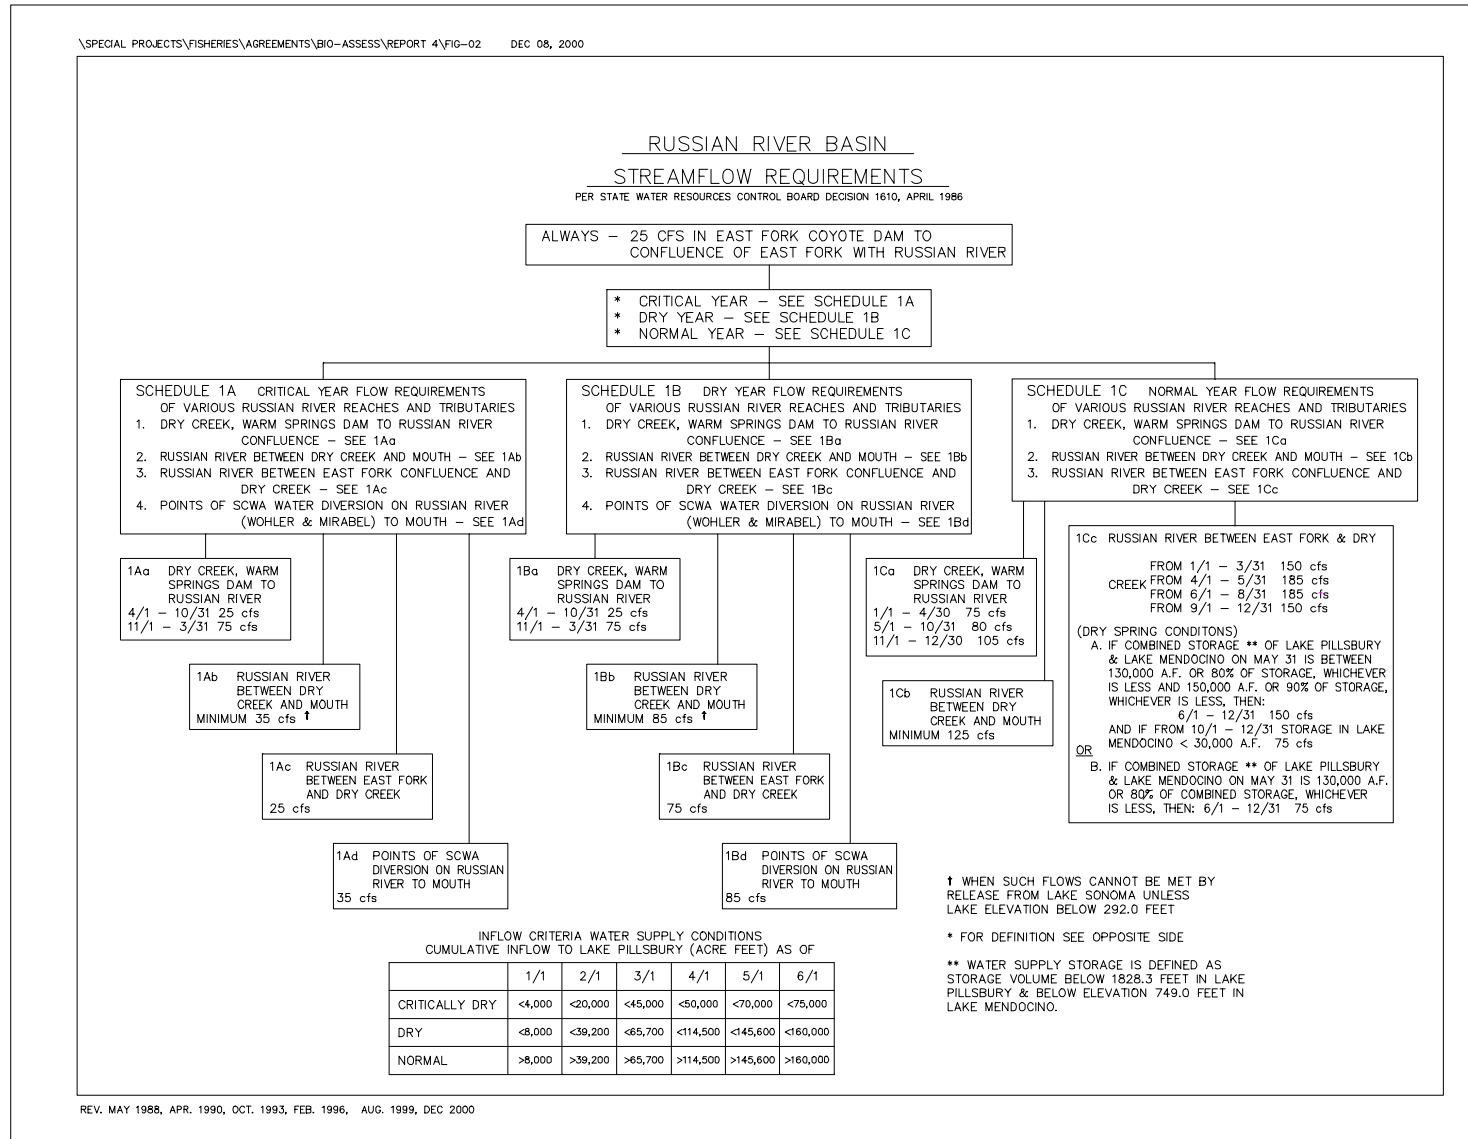 \SPECIAL PROJECTS\FISHERIES\AGREEMENTS\BIO-ASSESS\REPORT 4\FIG-02 DEC 08, 2000
RUSSIAN RIVER BASIN
STREAMFLOW REQUIREMENTS
PER STATE WATER RESOURCES CONTROL BOARD DECISION 1610, APRIL 1986
ALWAYS - 25 CFS IN EAST FORK COYOTE DAM TO
CONFLUENCE OF EAST FORK WITH RUSSIAN RIVER
* CRITICAL YEAR - SEE SCHEDULE 1A
* DRY YEAR - SEE SCHEDULE 1B
* NORMAL YEAR - SEE SCHEDULE 1C
SCHEDULE 1A CRITICAL YEAR FLOW REQUIREMENTS
OF VARIOUS RUSSIAN RIVER REACHES AND TRIBUTARIES
1. DRY CREEK, WARM SPRINGS DAM TO RUSSIAN RIVER
CONFLUENCE - SEE 1Aa
2. RUSSIAN RIVER BETWEEN DRY CREEK AND MOUTH - SEE 1Ab
3. RUSSIAN RIVER BETWEEN EAST FORK CONFLUENCE AND
DRY CREEK - SEE 1Ac
4. POINTS OF SCWA WATER DIVERSION ON RUSSIAN RIVER
(WOHLER & MIRABEL) TO MOUTH - SEE 1Ad
SCHEDULE 1B DRY YEAR FLOW REQUIREMENTS
OF VARIOUS RUSSIAN RIVER REACHES AND TRIBUTARIES
1. DRY CREEK, WARM SPRINGS DAM TO RUSSIAN RIVER
CONFLUENCE - SEE 1Ba
2. RUSSIAN RIVER BETWEEN DRY CREEK AND MOUTH - SEE 1Bb
3. RUSSIAN RIVER BETWEEN EAST FORK CONFLUENCE AND
DRY CREEK - SEE 1Bc
4. POINTS OF SCWA WATER DIVERSION ON RUSSIAN RIVER
(WOHLER & MIRABEL) TO MOUTH - SEE 1Bd
SCHEDULE 1C NORMAL YEAR FLOW REQUIREMENTS
OF VARIOUS RUSSIAN RIVER REACHES AND TRIBUTARIES
1. DRY CREEK, WARM SPRINGS DAM TO RUSSIAN RIVER
CONFLUENCE - SEE 1Ca
2. RUSSIAN RIVER BETWEEN DRY CREEK AND MOUTH - SEE 1Cb
3. RUSSIAN RIVER BETWEEN EAST FORK CONFLUENCE AND
DRY CREEK - SEE 1Cc
1Aa DRY CREEK, WARM
SPRINGS DAM TO
RUSSIAN RIVER
4/1 - 10/31 25 cfs
11/1 - 3/31 75 cfs
1Ab RUSSIAN RIVER
BETWEEN DRY
CREEK AND MOUTH
MINIMUM 35 cfs †
1Ac RUSSIAN RIVER
BETWEEN EAST FORK
AND DRY CREEK
25 cfs
1Ad POINTS OF SCWA
DIVERSION ON RUSSIAN
RIVER TO MOUTH
35 cfs
1Ba DRY CREEK, WARM
SPRINGS DAM TO
RUSSIAN RIVER
4/1 - 10/31 25 cfs
11/1 - 3/31 75 cfs
1Bb RUSSIAN RIVER
BETWEEN DRY
CREEK AND MOUTH
MINIMUM 85 cfs †
1Bc RUSSIAN RIVER
BETWEEN EAST FORK
AND DRY CREEK
75 cfs
1Bd POINTS OF SCWA
DIVERSION ON RUSSIAN
RIVER TO MOUTH
85 cfs
1Ca DRY CREEK, WARM
SPRINGS DAM TO
RUSSIAN RIVER
1/1 - 4/30 75 cfs
5/1 - 10/31 80 cfs
11/1 - 12/30 105 cfs
1Cb RUSSIAN RIVER
BETWEEN DRY
CREEK AND MOUTH
MINIMUM 125 cfs
1Cc RUSSIAN RIVER BETWEEN EAST FORK & DRY
CREEK
FROM 1/1 - 3/31 150 cfs
FROM 4/1 - 5/31 185 cfs
FROM 6/1 - 8/31 185 cfs
FROM 9/1 - 12/31 150 cfs
(DRY SPRING CONDITONS)
A. IF COMBINED STORAGE ** OF LAKE PILLSBURY
& LAKE MENDOCINO ON MAY 31 IS BETWEEN
130,000 A.F. OR 80% OF STORAGE, WHICHEVER
IS LESS AND 150,000 A.F. OR 90% OF STORAGE,
WHICHEVER IS LESS, THEN:
6/1 - 12/31 150 cfs
AND IF FROM 10/1 - 12/31 STORAGE IN LAKE
MENDOCINO < 30,000 A.F. 75 cfs
OR
B. IF COMBINED STORAGE ** OF LAKE PILLSBURY
& LAKE MENDOCINO ON MAY 31 IS 130,000 A.F.
OR 80% OF COMBINED STORAGE, WHICHEVER
IS LESS, THEN: 6/1 - 12/31 75 cfs
† WHEN SUCH FLOWS CANNOT BE MET BY
RELEASE FROM LAKE SONOMA UNLESS
LAKE ELEVATION BELOW 292.0 FEET
* FOR DEFINITION SEE OPPOSITE SIDE
** WATER SUPPLY STORAGE IS DEFINED AS
STORAGE VOLUME BELOW 1828.3 FEET IN LAKE
PILLSBURY & BELOW ELEVATION 749.0 FEET IN
LAKE MENDOCINO.
INFLOW CRITERIA WATER SUPPLY CONDITIONS
CUMULATIVE INFLOW TO LAKE PILLSBURY (ACRE FEET) AS OF
1/1 2/1 3/1 4/1 5/1 6/1
CRITICALLY DRY <4,000 <20,000 <45,000 <50,000 <70,000 <75,000
DRY <8,000 <39,200 <65,700 <114,500 <145,600 <160,000
NORMAL >8,000 >39,200 >65,700 >114,500 >145,600 >160,000
REV. MAY 1988, APR. 1990, OCT. 1993, FEB. 1996, AUG. 1999, DEC 2000